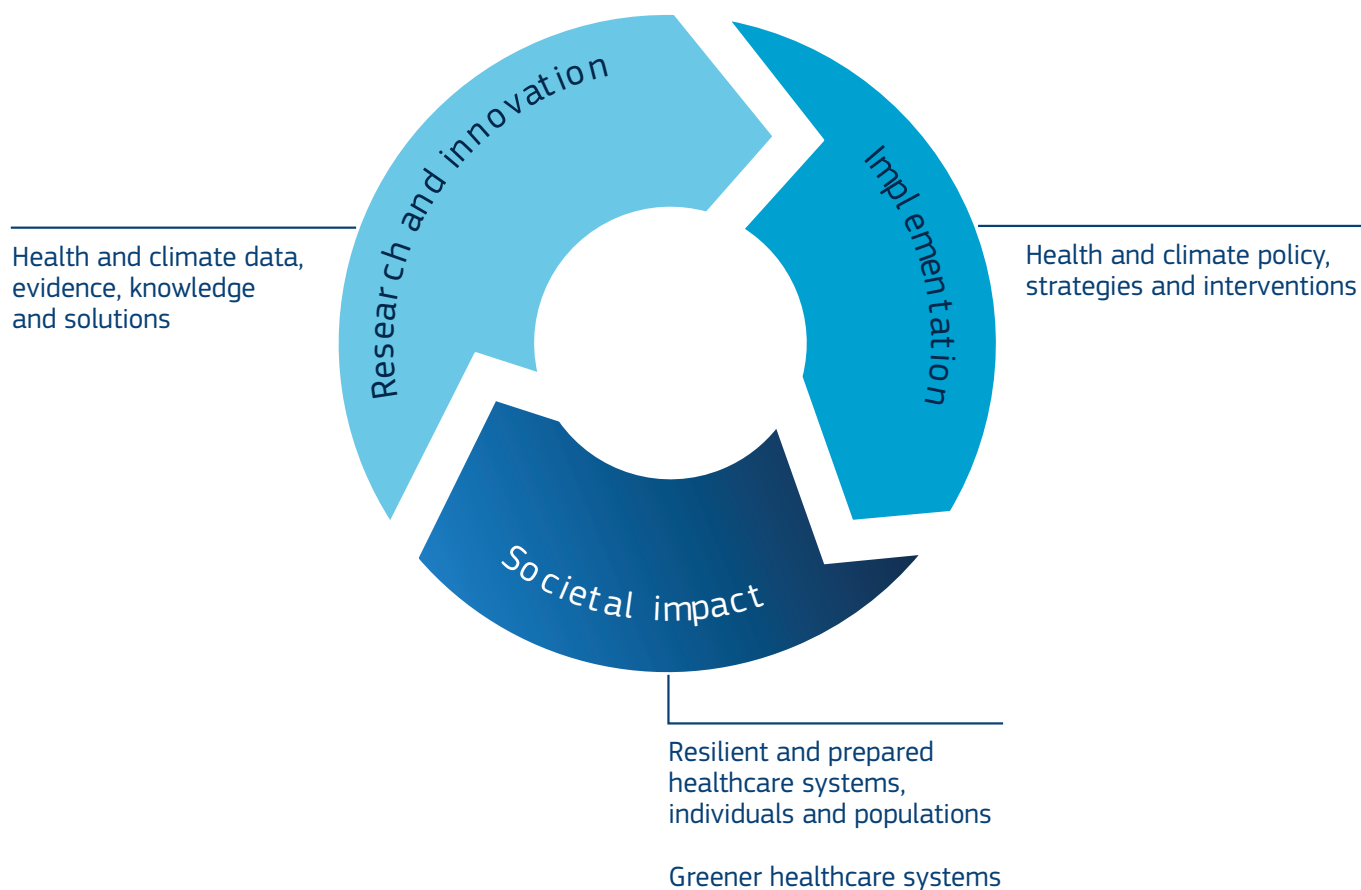 Research and innovation
Implementation
Health and climate data,
evidence, knowledge
and solutions
Health and climate policy,
strategies and interventions
Societal impact
Resilient and prepared
healthcare systems,
individuals and populations
Greener healthcare systems